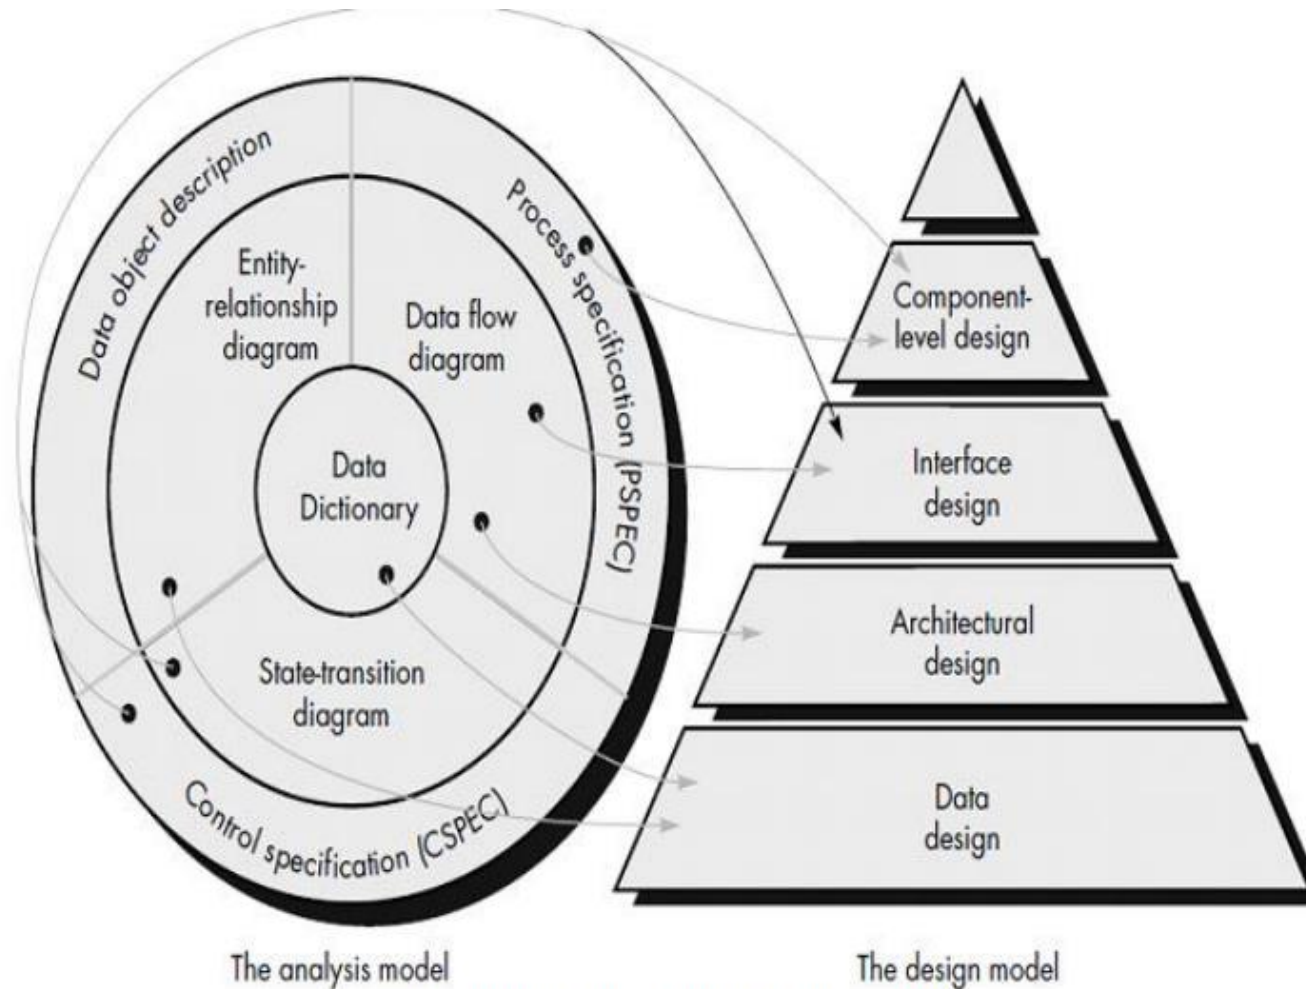 Data object description
Process specification (PSPEC)
Entity-
relationship
diagram
Data flow
diagram
Data
Dictionary
State-transition
diagram
Control specification (CSPEC)
Component-
level design
Interface
design
Architectural
design
Data
design
The analysis model
The design model